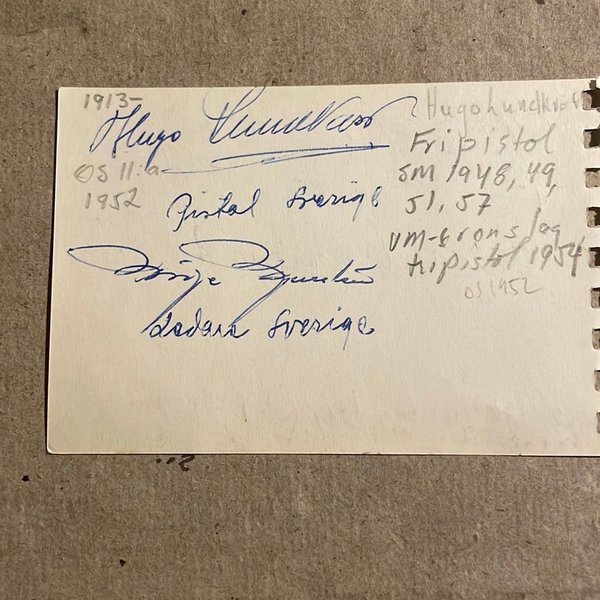 1913-
Hugo Lundkvist
OS 11:a
1952
Pistol Sverige
Ledare Sverige
Hugo Lundkvist
Fripistol
SM 1948, 49,
51, 57
VM-brons lag
fripistol 1954
OS 1952